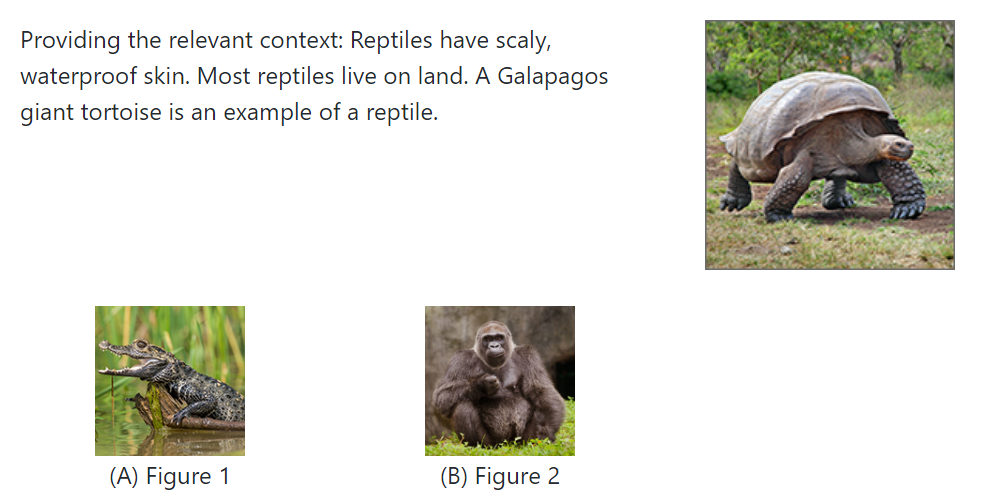 Providing the relevant context: Reptiles have scaly,
waterproof skin. Most reptiles live on land. A Galapagos
giant tortoise is an example of a reptile.
(A) Figure 1
(B) Figure 2